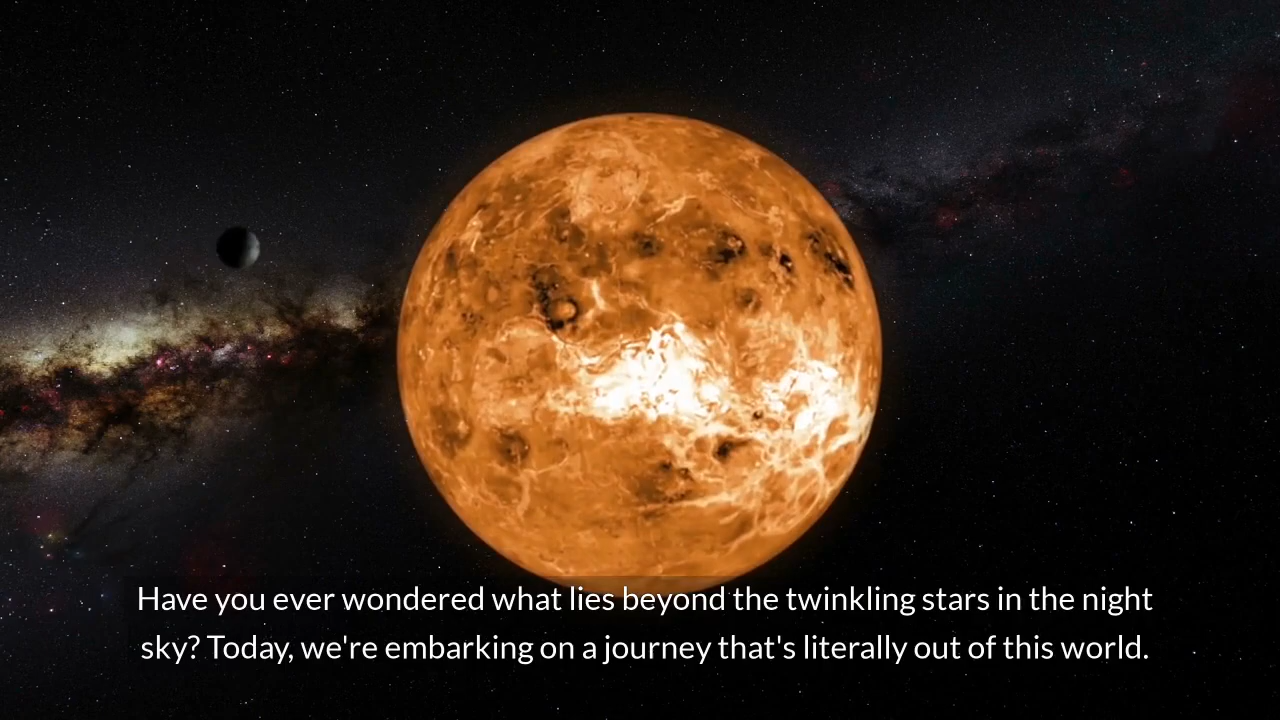 Have you ever wondered what lies beyond the twinkling stars in the night
sky? Today, we're embarking on a journey that's literally out of this world.